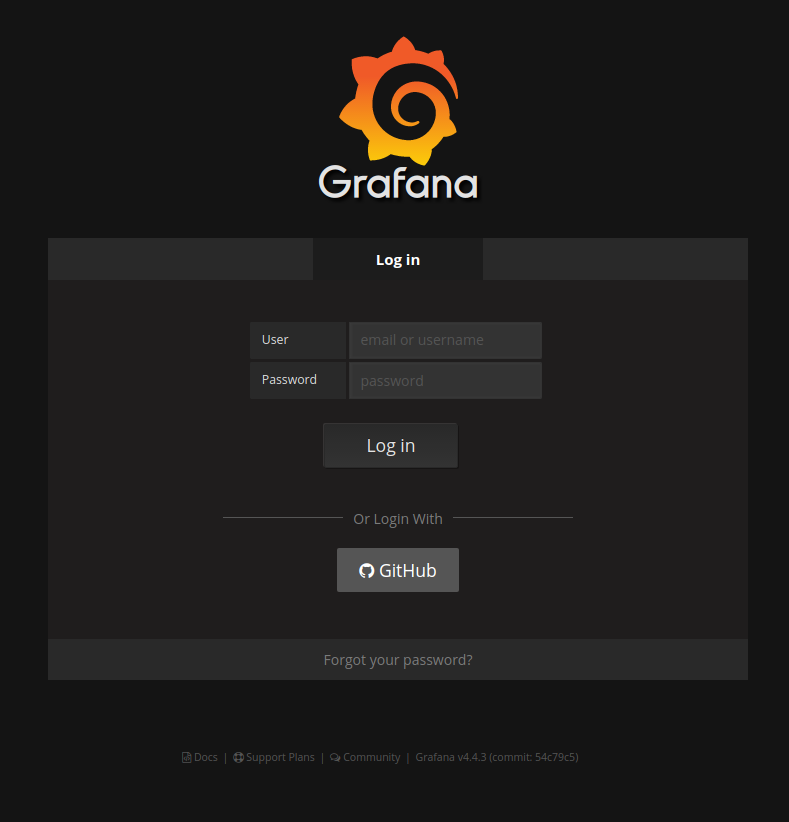 Grafana
Log in
User
email or username
Password
password
Log in
Or Login With
GitHub
Forgot your password?
Docs | Support Plans | Community | Grafana v4.4.3 (commit: 54c79c5)